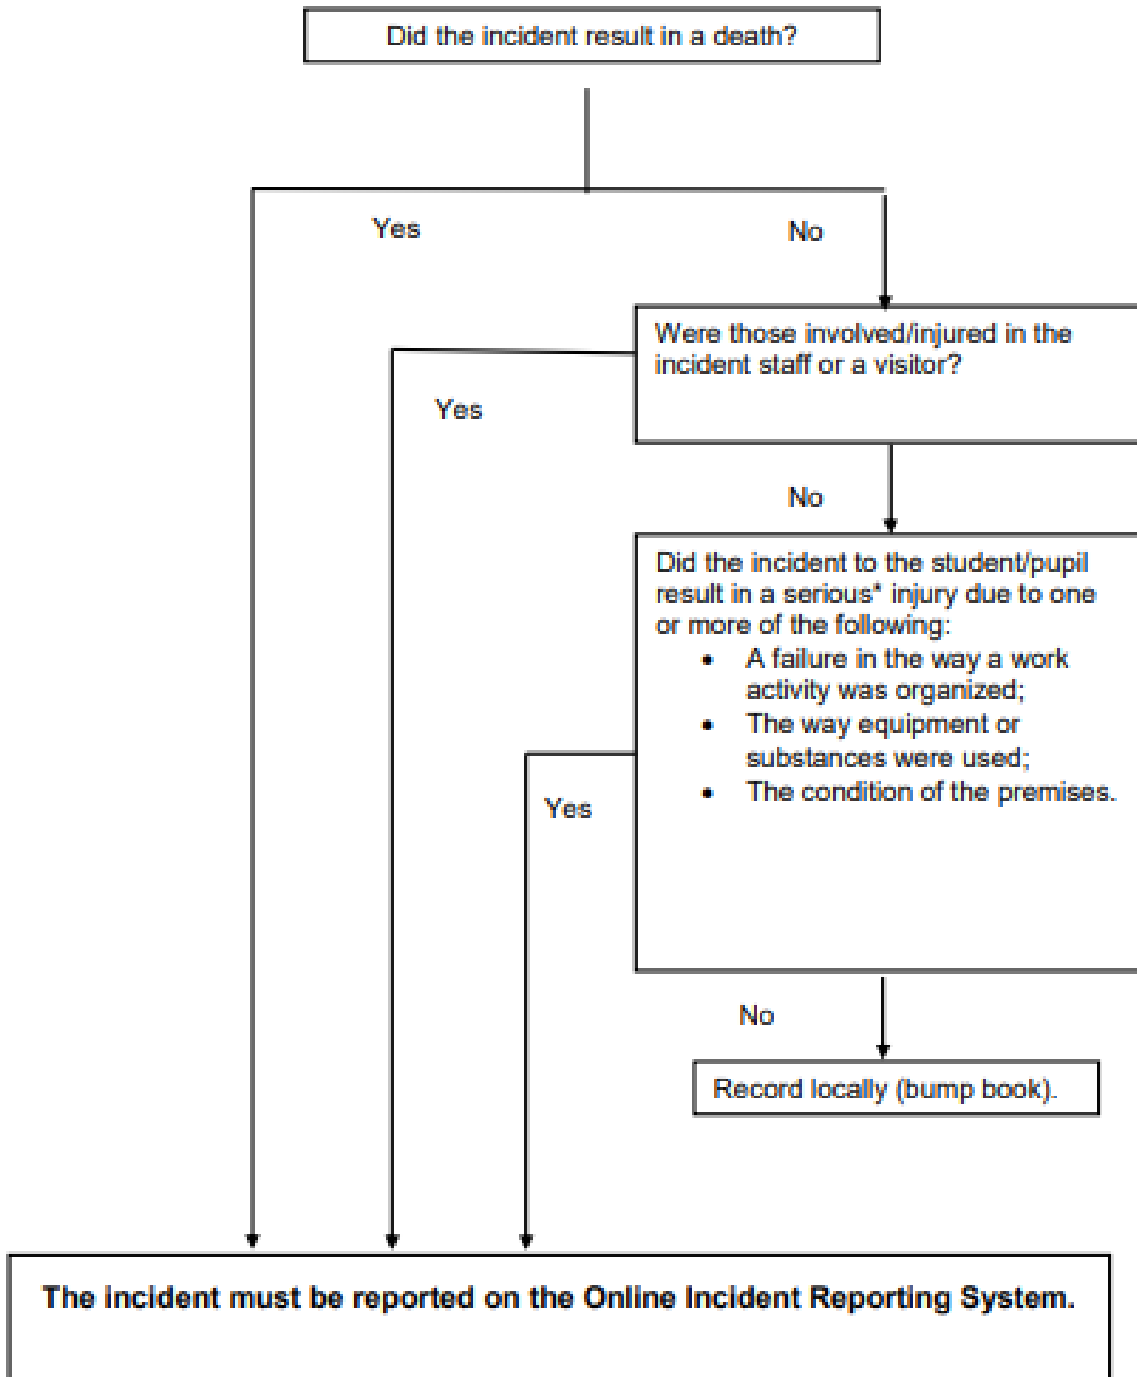 Did the incident result in a death?
Yes
No
Were those involved/injured in the
incident staff or a visitor?
Yes
No
Did the incident to the student/pupil
result in a serious* injury due to one
or more of the following:
• A failure in the way a work
activity was organized;
• The way equipment or
substances were used;
• The condition of the premises.
Yes
No
Record locally (bump book).
The incident must be reported on the Online Incident Reporting System.